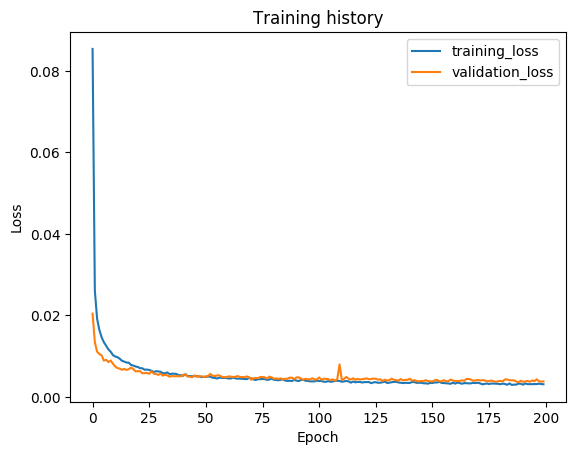 Training history
training_loss
validation_loss
0.08
0.06
0.04
0.02
0.00
Loss
0 25 50 75 100 125 150 175 200
Epoch